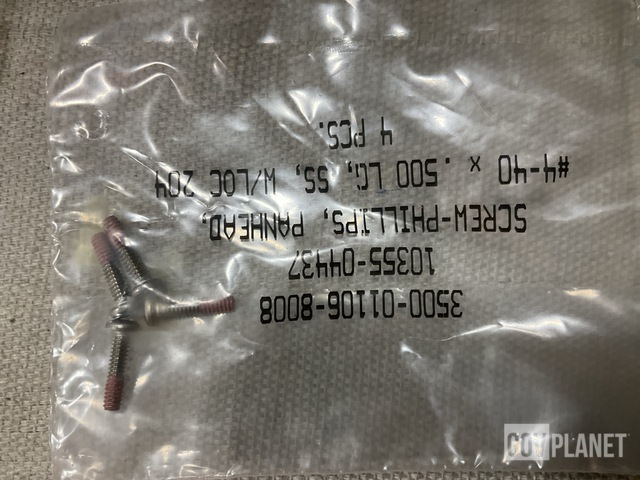 3500-01106-8008
10355-04437
SCREW-PHILLIPS, PANHEAD,
#4-40 x .500 LG, SS, W/LOC 204
4 PCS.
COMPLANET